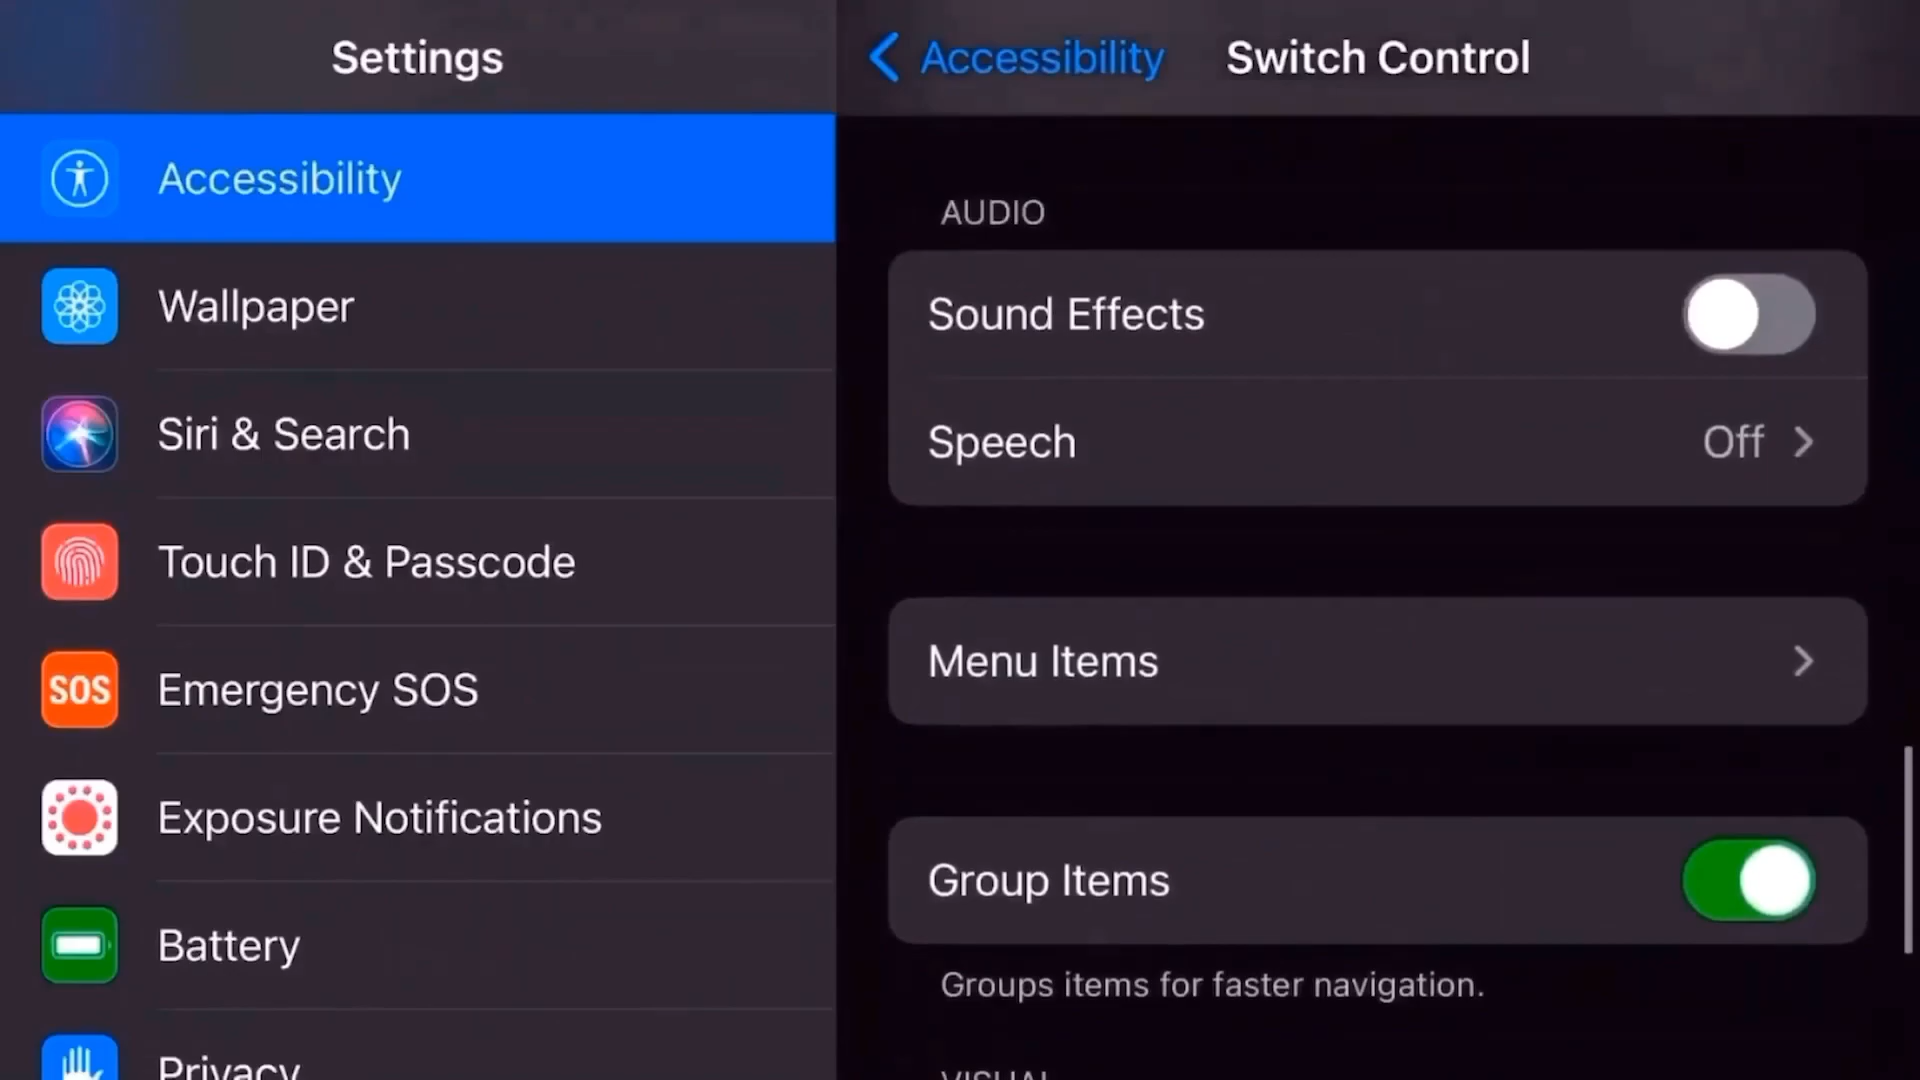 Settings
Accessibility
Wallpaper
Siri & Search
Touch ID & Passcode
SOS
Emergency SOS
Exposure Notifications
Battery
Privacy
Accessibility
Switch Control
AUDIO
Sound Effects
Speech
Off
Menu Items
Group Items
Groups items for faster navigation.
VISUAL